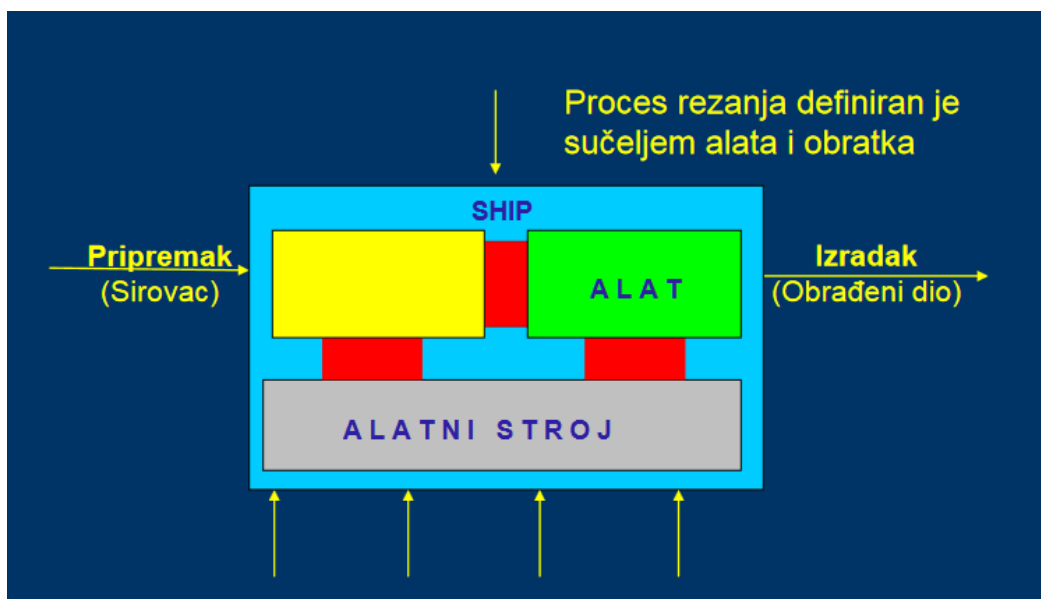 Proces rezanja definiran je
sučeljem alata i obratka
SHIP
Pripremak
(Sirovac)
ALAT
Izradak
(Obrađeni dio)
ALATNI STROJ